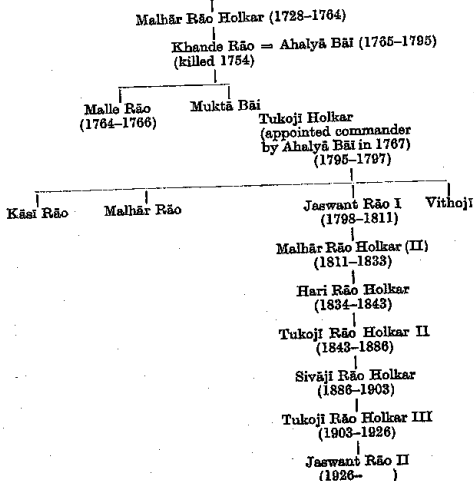 Malhār Rāo Holkar (1728–1764)
Khande Rāo = Ahalyā Bāī (1765–1795)
(killed 1754)
Malle Rāo
(1764–1766)
Muktā Bāi
Tukojī Holkar
(appointed commander
by Ahalyā Bāī in 1767)
(1795–1797)
Kāsī Rāo
Malhār Rāo
Jaswant Rāo I
(1798–1811)
Vithojī
Malhār Rāo Holkar (II)
(1811–1833)
Hari Rāo Holkar
(1834–1843)
Tukojī Rāo Holkar II
(1843–1886)
Sivājī Rāo Holkar
(1886–1903)
Tukojī Rāo Holkar III
(1903–1926)
Jaswant Rāo II
(1926– )